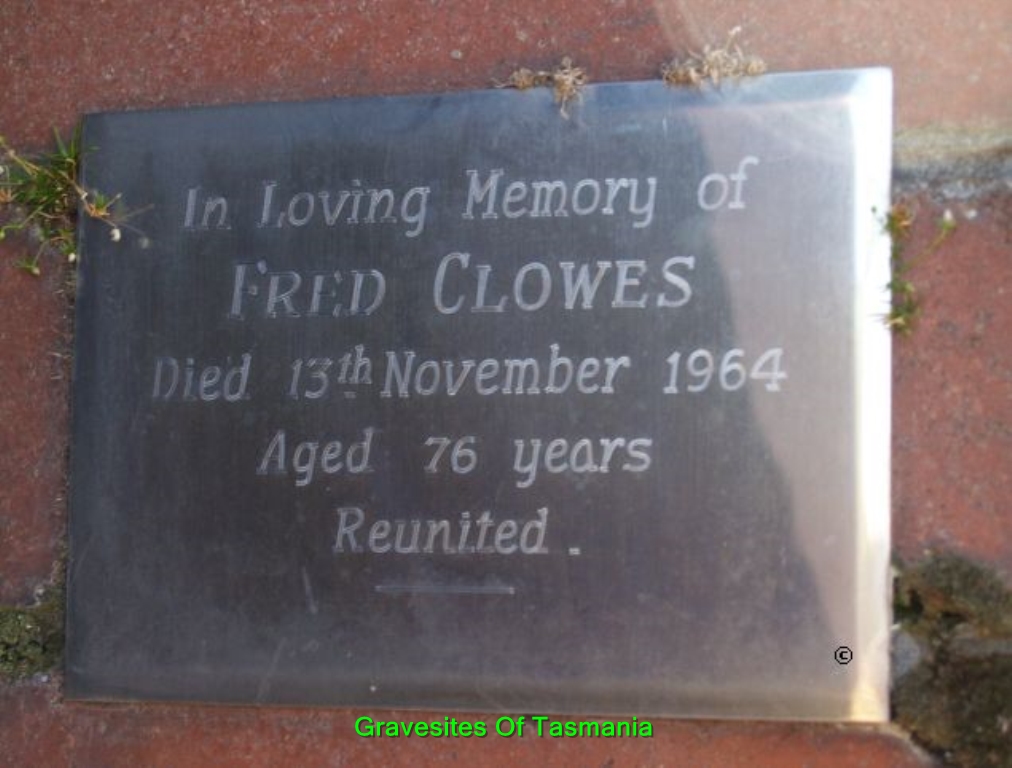 In Loving Memory of
FRED CLOWES
Died 13th November 1964
Aged 76 years
Reunited.
©
Gravesites Of Tasmania